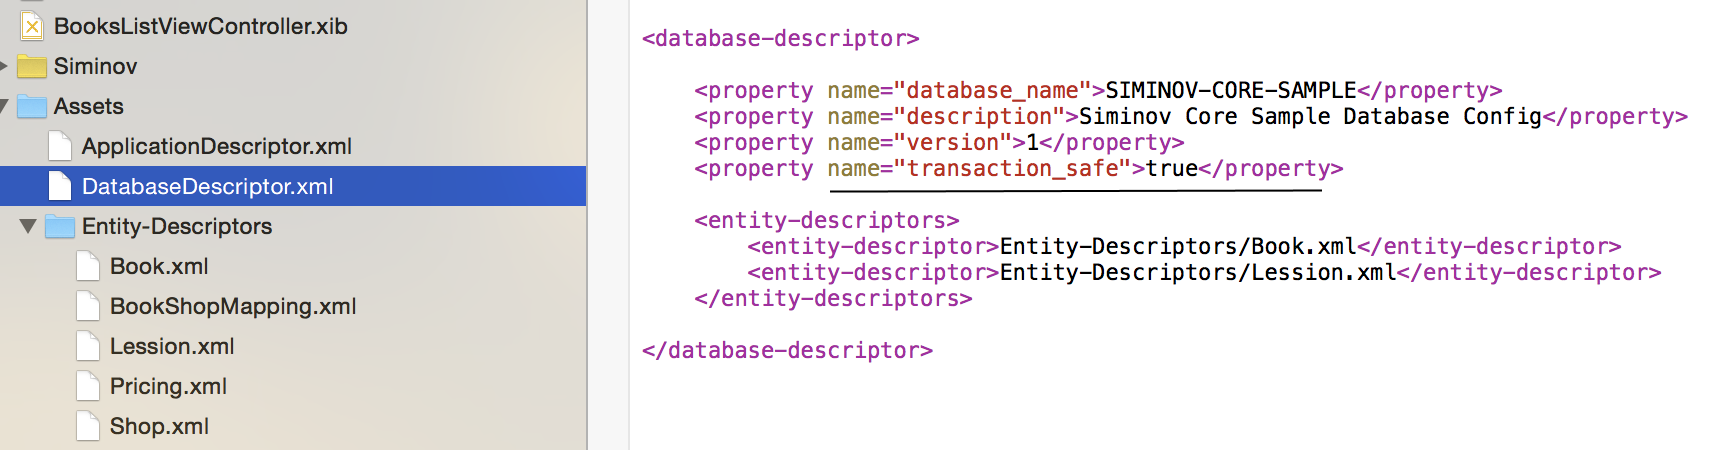 BooksListViewController.xib
Siminov
Assets
ApplicationDescriptor.xml
DatabaseDescriptor.xml
Entity-Descriptors
Book.xml
BookShopMapping.xml
Lession.xml
Pricing.xml
Shop.xml
<database-descriptor>
<property name="database_name">SIMINOV-CORE-SAMPLE</property>
<property name="description">Siminov Core Sample Database Config</property>
<property name="version">1</property>
<property name="transaction_safe">true</property>
<entity-descriptors>
<entity-descriptor>Entity-Descriptors/Book.xml</entity-descriptor>
<entity-descriptor>Entity-Descriptors/Lession.xml</entity-descriptor>
</entity-descriptors>
</database-descriptor>